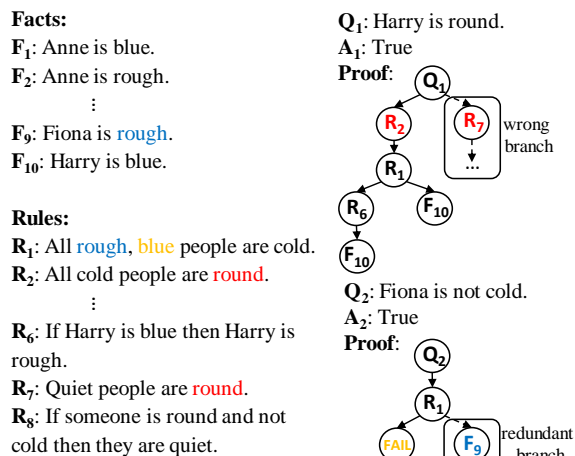 Facts:
F1: Anne is blue.
F2: Anne is rough.
⋮
F9: Fiona is rough.
F10: Harry is blue.
Rules:
R1: All rough, blue people are cold.
R2: All cold people are round.
⋮
R6: If Harry is blue then Harry is
rough.
R7: Quiet people are round.
R8: If someone is round and not
cold then they are quiet.
Q1: Harry is round.
A1: True
Proof:
Q1
R2
R7
wrong
branch
...
R1
R6
F10
F10
Q2: Fiona is not cold.
A2: True
Proof:
Q2
R1
FAIL
F9
redundant
branch